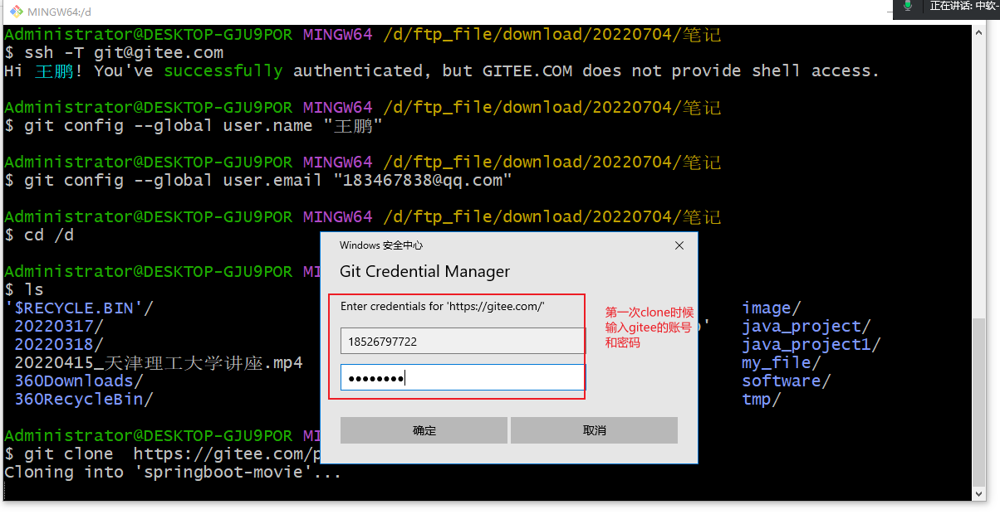 MINGW64:/d
正在讲话: 中软-
Administrator@DESKTOP-GJU9POR MINGW64 /d/ftp_file/download/20220704/笔记
$ ssh -T git@gitee.com
Hi 王鹏! You've successfully authenticated, but GITEE.COM does not provide shell access.
Administrator@DESKTOP-GJU9POR MINGW64 /d/ftp_file/download/20220704/笔记
$ git config --global user.name "王鹏"
Administrator@DESKTOP-GJU9POR MINGW64 /d/ftp_file/download/20220704/笔记
$ git config --global user.email "183467838@qq.com"
Administrator@DESKTOP-GJU9POR MINGW64 /d/ftp_file/download/20220704/笔记
$ cd /d
Administrator@DESKTOP-GJU9POR MI
$ ls
'$RECYCLE.BIN'/
20220317/
20220318/
20220415_天津理工大学讲座.mp4
360Downloads/
360RecycleBin/
image/
' java_project/
java_project1/
my_file/
software/
tmp/
Administrator@DESKTOP-GJU9POR MI
$ git clone  https://gitee.com/p
Cloning into 'springboot-movie'...
Windows 安全中心
Git Credential Manager
Enter credentials for 'https://gitee.com/'
18526797722
●●●●●●●●
确定
取消
第一次clone时候
输入gitee的账号
和密码